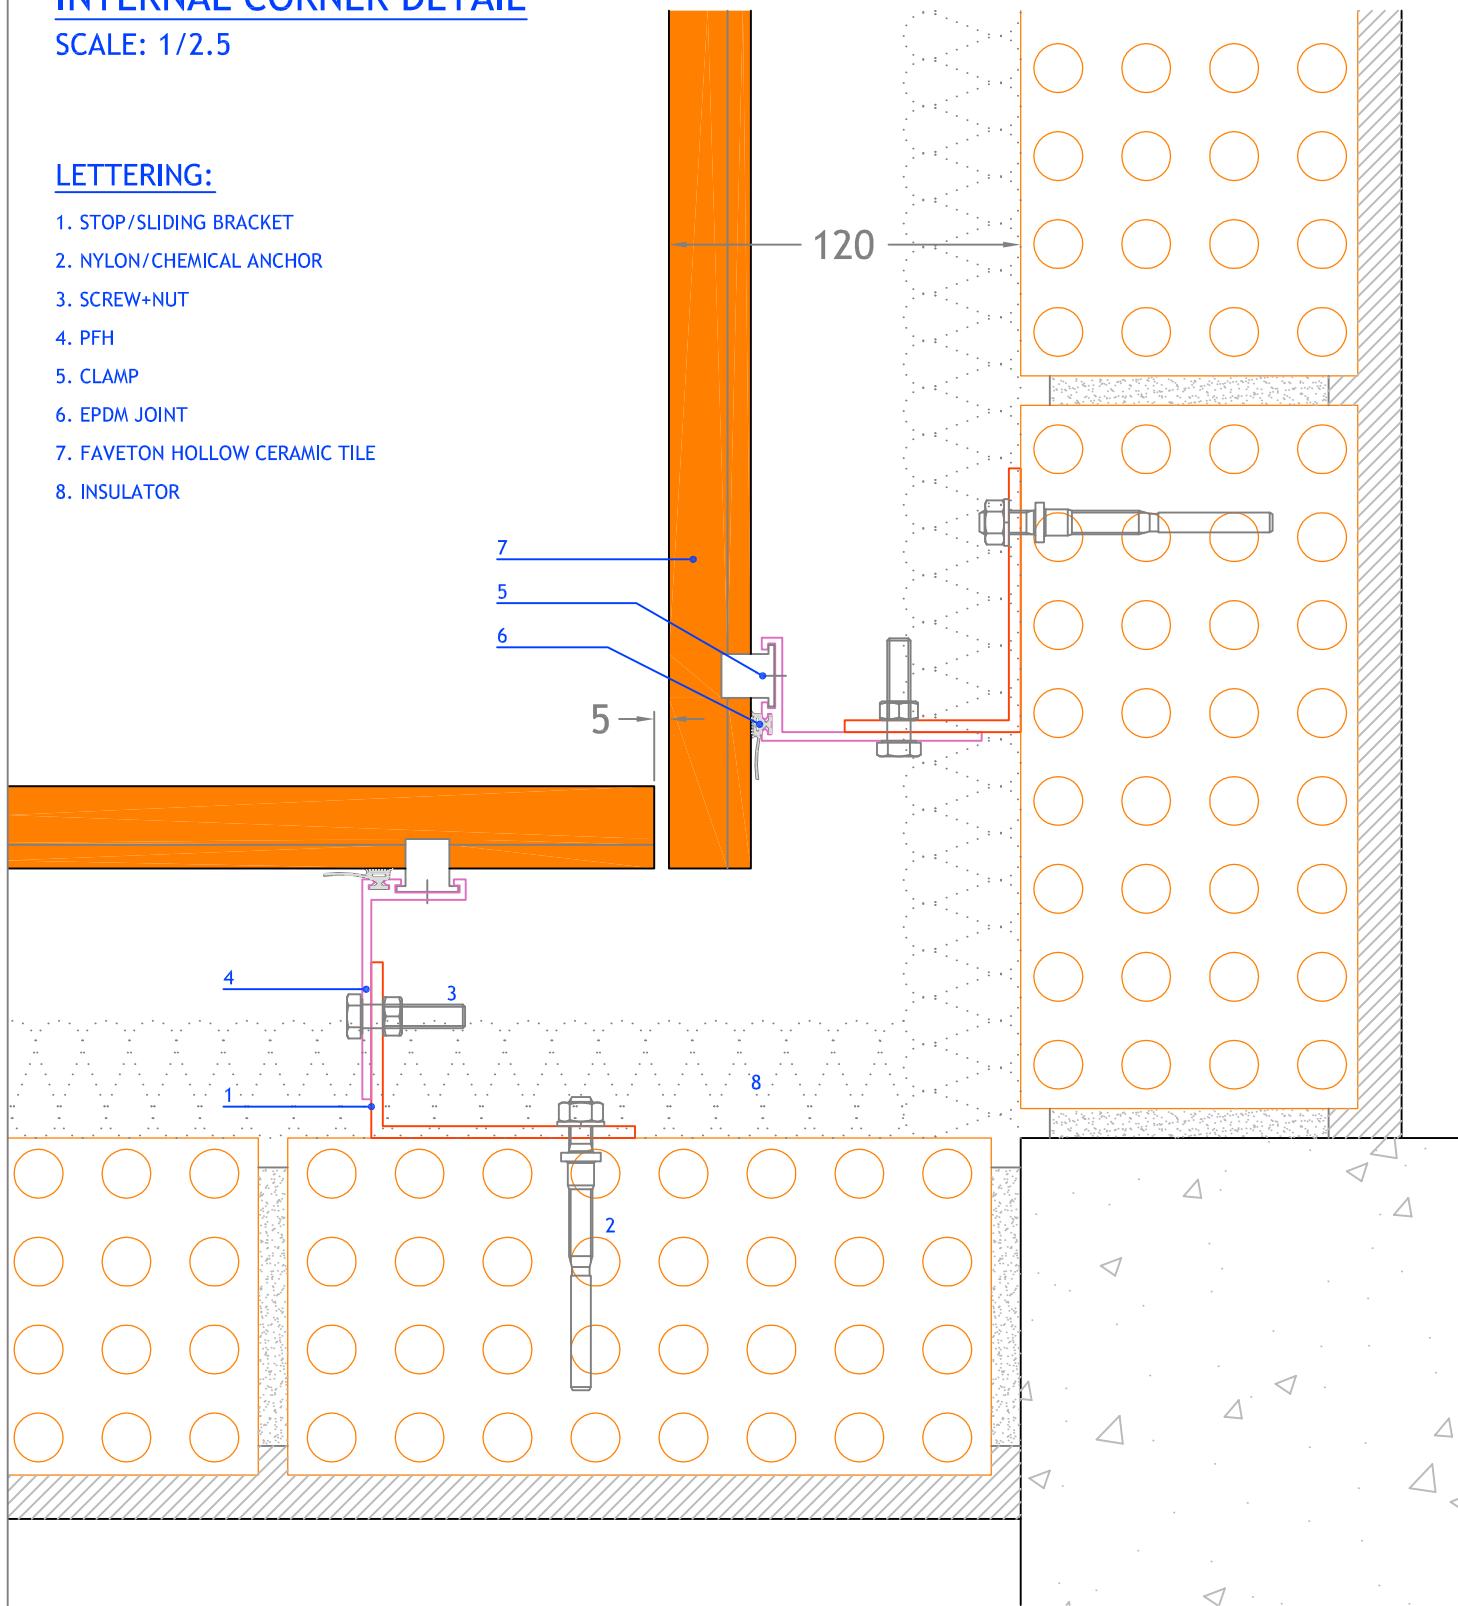 INTERNAL CORNER DETAIL
SCALE: 1/2.5
LETTERING:
1. STOP/SLIDING BRACKET
2. NYLON/CHEMICAL ANCHOR
3. SCREW+NUT
4. PFH
5. CLAMP
6. EPDM JOINT
7. FAVETON HOLLOW CERAMIC TILE
8. INSULATOR
120
7
5
6
5
4
3
1
8
2